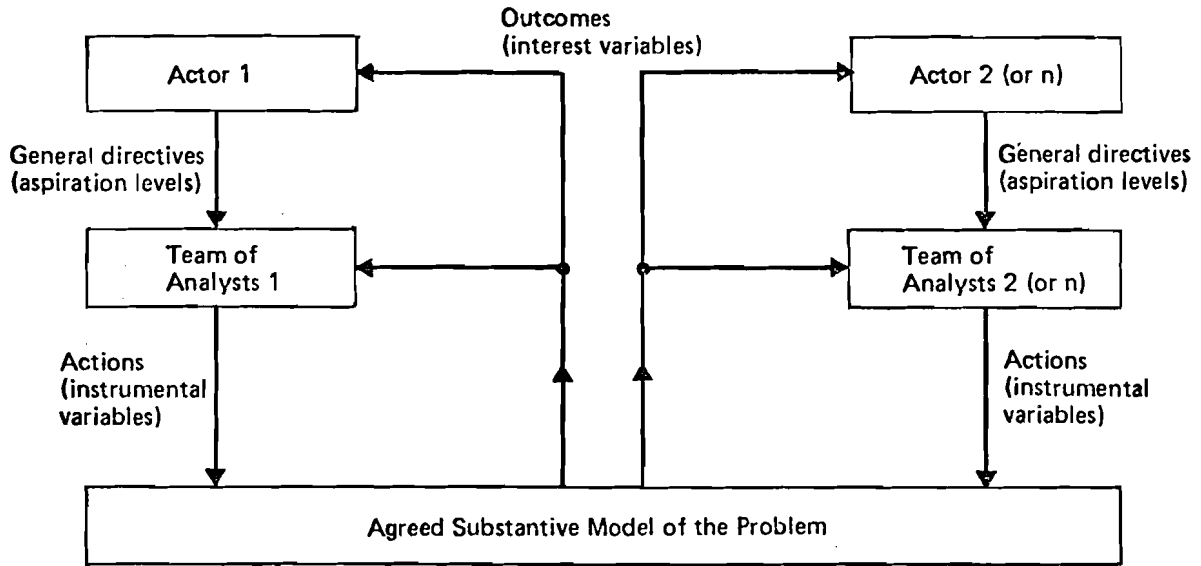 Outcomes
(interest variables)
Actor 1
Actor 2 (or n)
General directives
(aspiration levels)
General directives
(aspiration levels)
Team of
Analysts 1
Team of
Analysts 2 (or n)
Actions
(instrumental
variables)
Actions
(instrumental
variables)
Agreed Substantive Model of the Problem